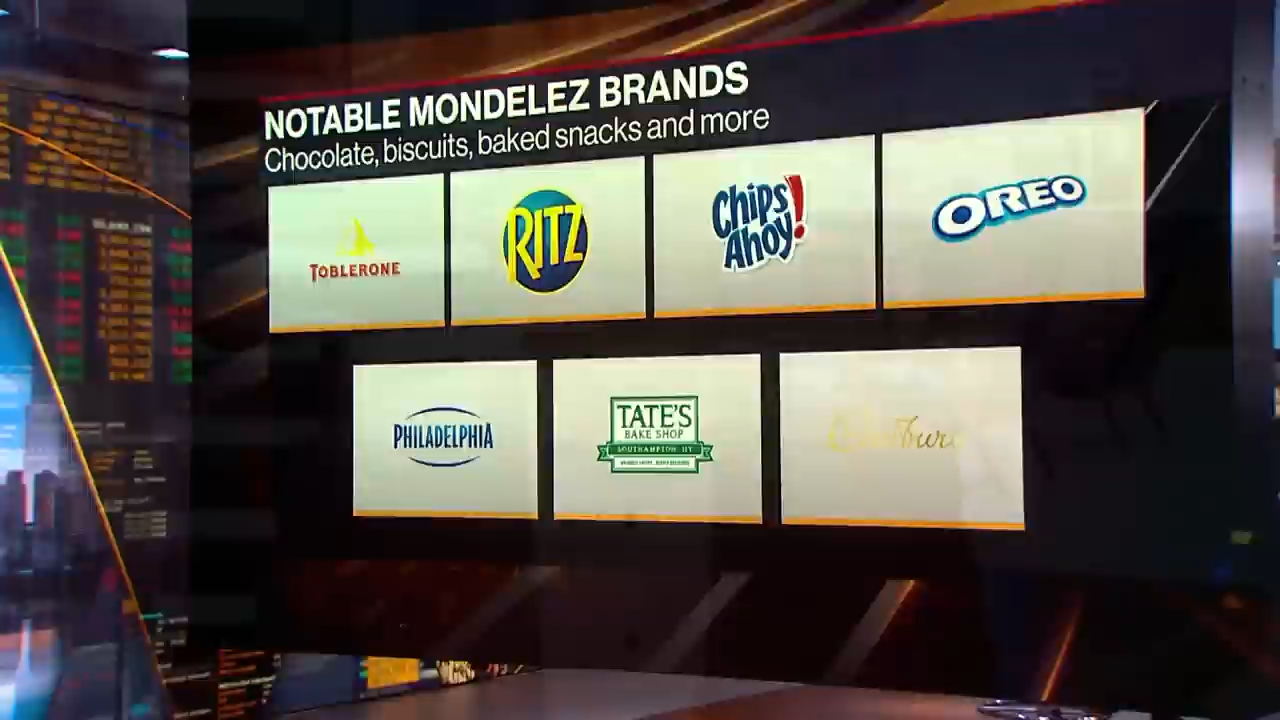 NOTABLE MONDELEZ BRANDS
Chocolate, biscuits, baked snacks and more
TOBLERONE
RITZ
Chips
Ahoy!
OREO
PHILADELPHIA
TATE'S
BAKE SHOP
SOUTHAMPTON NY
Cadbury